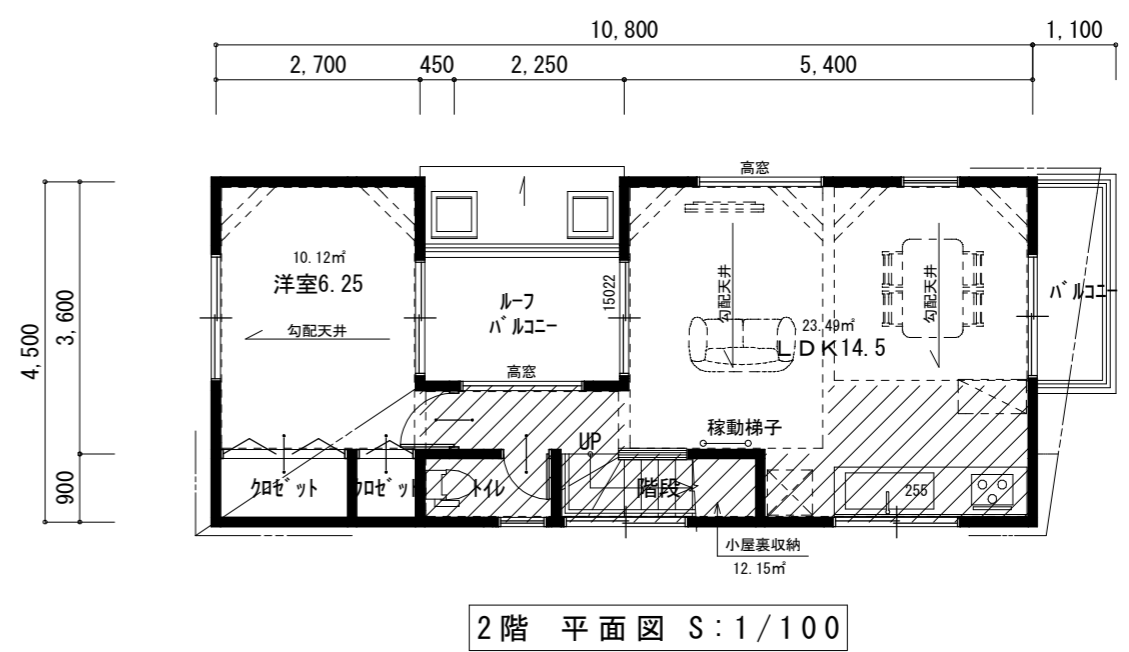 10,800
1,100
2,700
450
2,250
5,400
4,500
3,600
900
高窓
10.12㎡
洋室6.25
勾配天井
ルーフ
バルコニー
15022
勾配天井
23.49㎡
LDK14.5
勾配天井
バルコニー
高窓
稼動梯子
UP
クロゼット
クロゼット
トイレ
階段
255
小屋裏収納
12.15㎡
2階 平面図 S:1/100